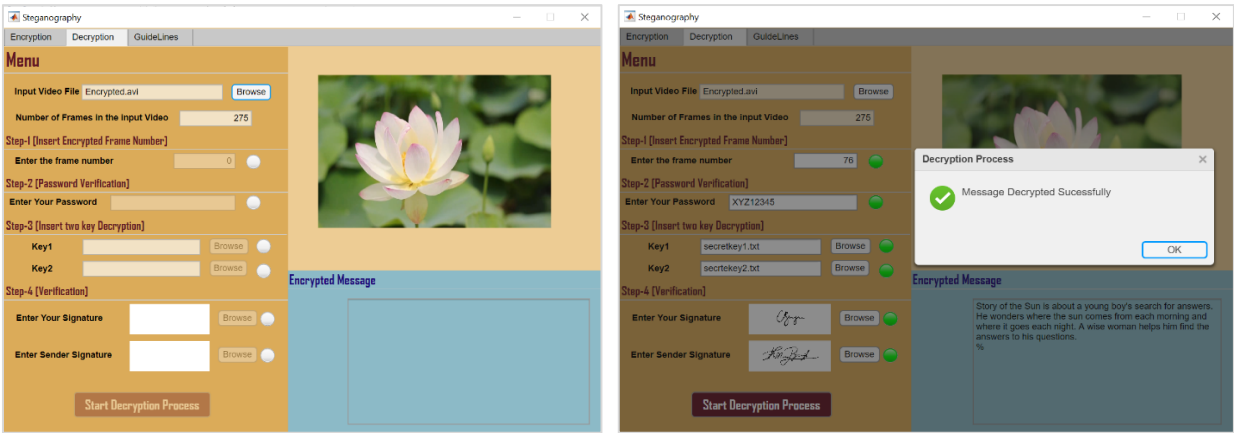 Steganography
Encryption Decryption GuideLines
Menu
Input Video File Encrypted.avi Browse
Number of Frames in the input Video 275
Step-1 [Insert Encrypted Frame Number]
Enter the frame number 0
Step-2 [Password Verification]
Enter Your Password
Step-3 [Insert two key Decryption]
Key1 Browse
Key2 Browse
Step-4 [Verification]
Enter Your Signature Browse
Enter Sender Signature Browse
Start Decryption Process
Encrypted Message
Steganography
Encryption Decryption GuideLines
Menu
Input Video File Encrypted.avi Browse
Number of Frames in the input Video 275
Step-1 [Insert Encrypted Frame Number]
Enter the frame number 76
Step-2 [Password Verification]
Enter Your Password XYZ12345
Step-3 [Insert two key Decryption]
Key1 secretkey1.txt Browse
Key2 secrtekey2.txt Browse
Step-4 [Verification]
Enter Your Signature Browse
Enter Sender Signature Browse
Start Decryption Process
Decryption Process
Message Decrypted Sucessfully
OK
Encrypted Message
Story of the Sun is about a young boy's search for answers.
He wonders where the sun comes from each morning and
where it goes each night. A wise woman helps him find the
answers to his questions.
%